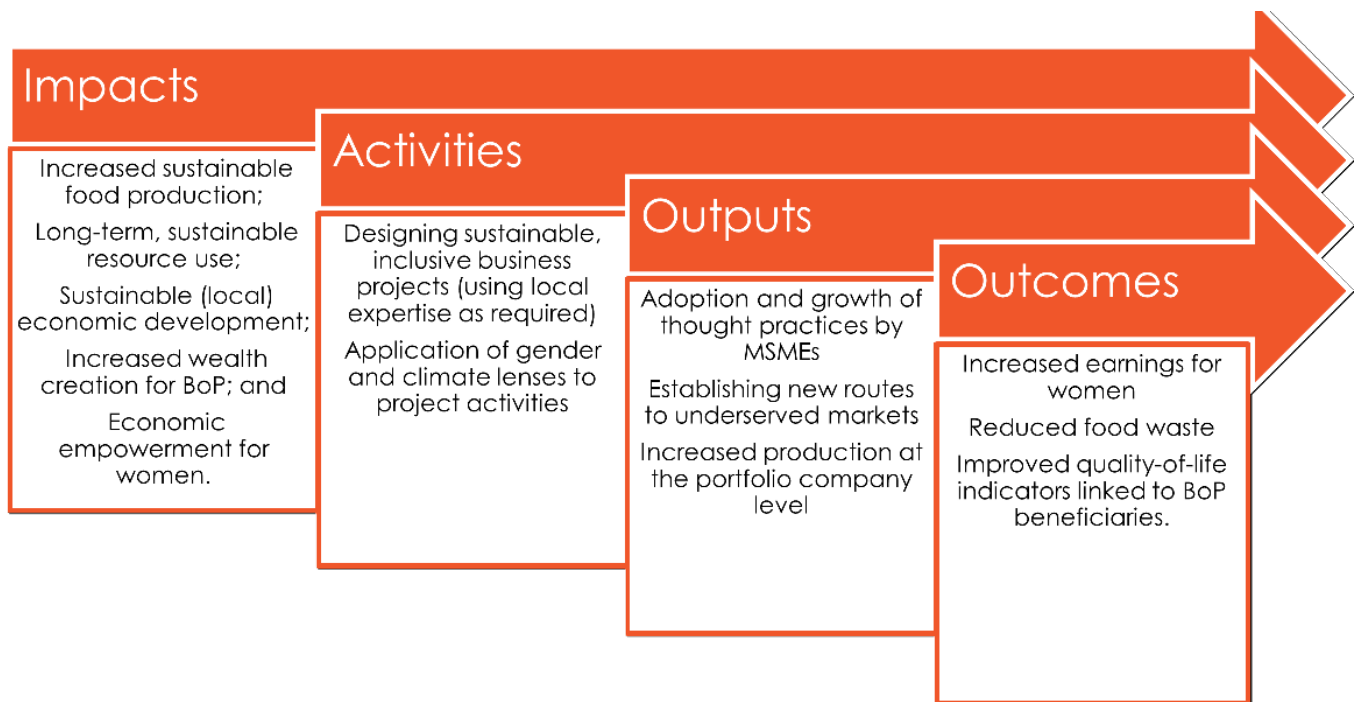 Impacts
Increased sustainable
food production;
Long-term, sustainable
resource use;
Sustainable (local)
economic development;
Increased wealth
creation for BoP; and
Economic
empowerment for
women.
Activities
Designing sustainable,
inclusive business
projects (using local
expertise as required)
Application of gender
and climate lenses to
project activities
Outputs
Adoption and growth of
thought practices by
MSMEs
Establishing new routes
to underserved markets
Increased production at
the portfolio company
level
Outcomes
Increased earnings for
women
Reduced food waste
Improved quality-of-life
indicators linked to BoP
beneficiaries.